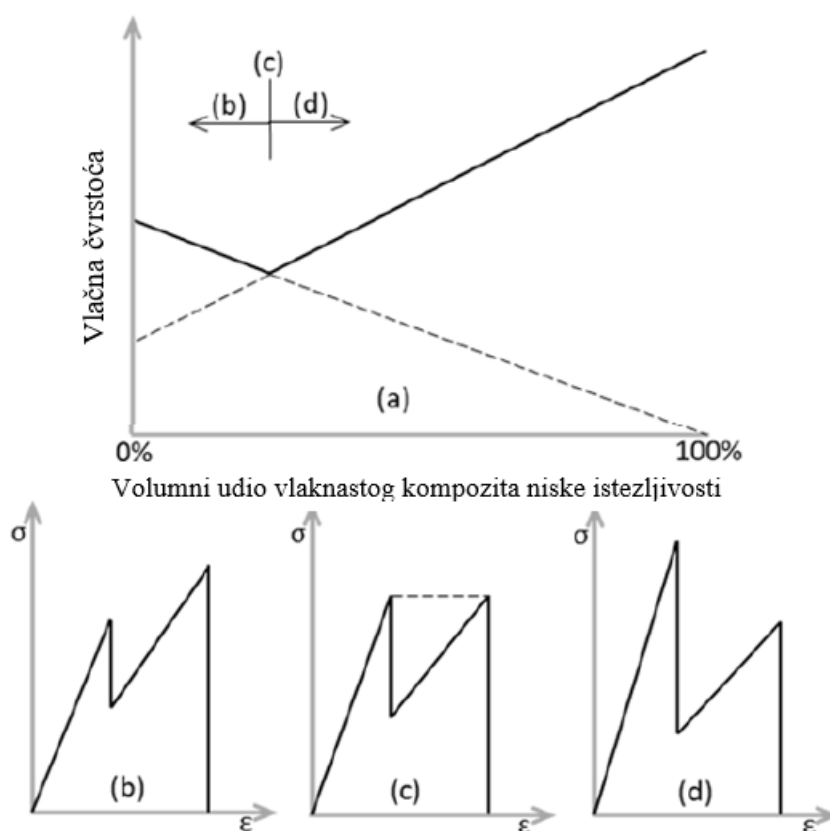 (c)
(b) (d)
Vlačna čvrstoća
(a)
0% 100%
Volumni udio vlaknastog kompozita niske istezljivosti
σ σ σ
(b) (c) (d)
ε ε ε